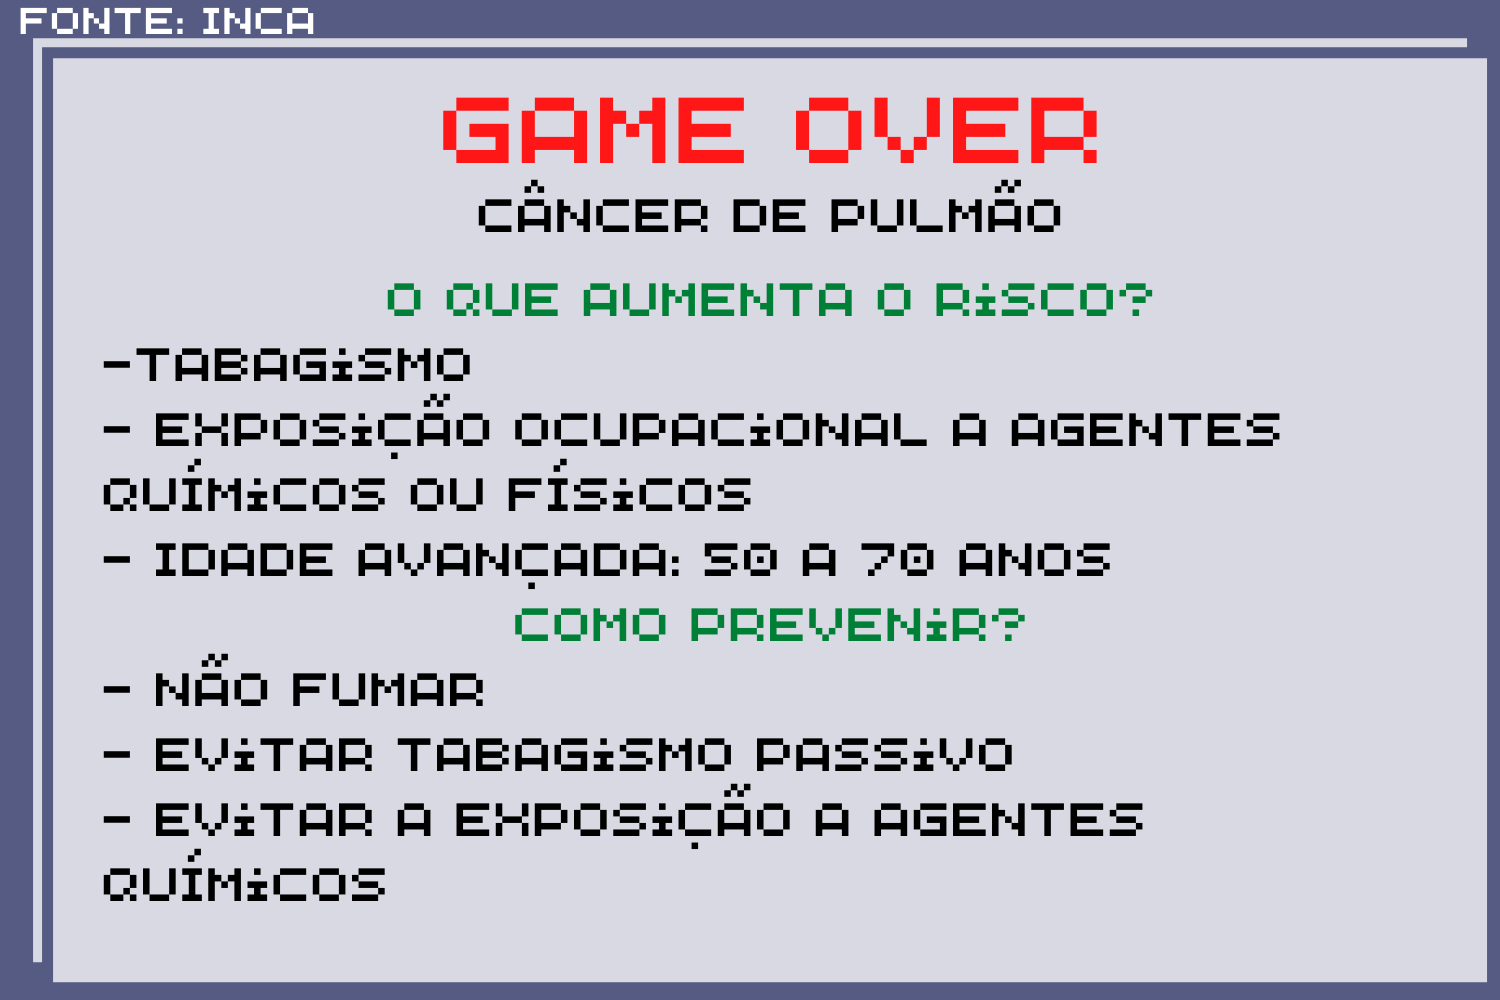 FONTE: INCA
GAME OVER
CÂNCER DE PULMÃO
O QUE AUMENTA O RISCO?
-TABAGISMO
- EXPOSIÇÃO OCUPACIONAL A AGENTES
QUÍMICOS OU FÍSICOS
- IDADE AVANÇADA: 50 A 70 ANOS
COMO PREVENIR?
- NÃO FUMAR
- EVITAR TABAGISMO PASSIVO
- EVITAR A EXPOSIÇÃO A AGENTES
QUÍMICOS